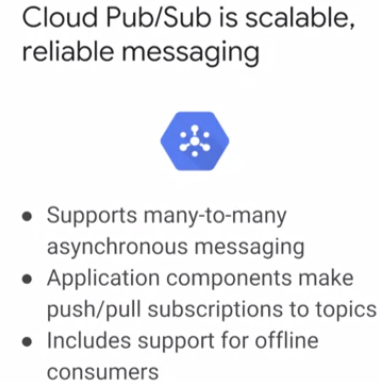 Cloud Pub/Sub is scalable,
reliable messaging
● Supports many-to-many
asynchronous messaging
● Application components make
push/pull subscriptions to topics
● Includes support for offline
consumers